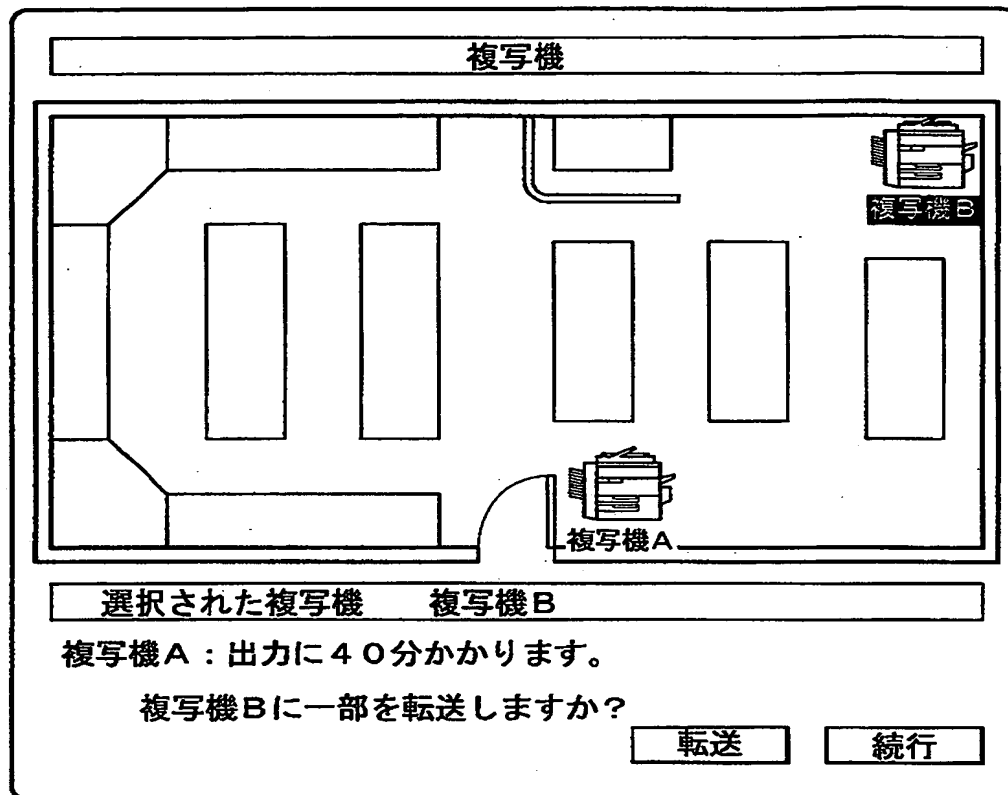 複写機
複写機B
複写機A
選択された複写機　複写機B
複写機A：出力に40分かかります。
複写機Bに一部を転送しますか？
転送　続行